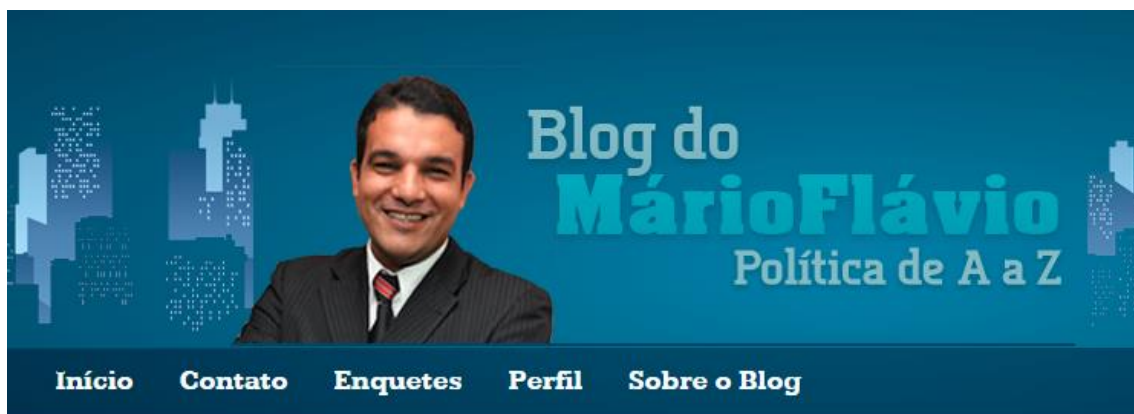 Blog do
MárioFlávio
Política de A a Z
Início Contato Enquetes Perfil Sobre o Blog